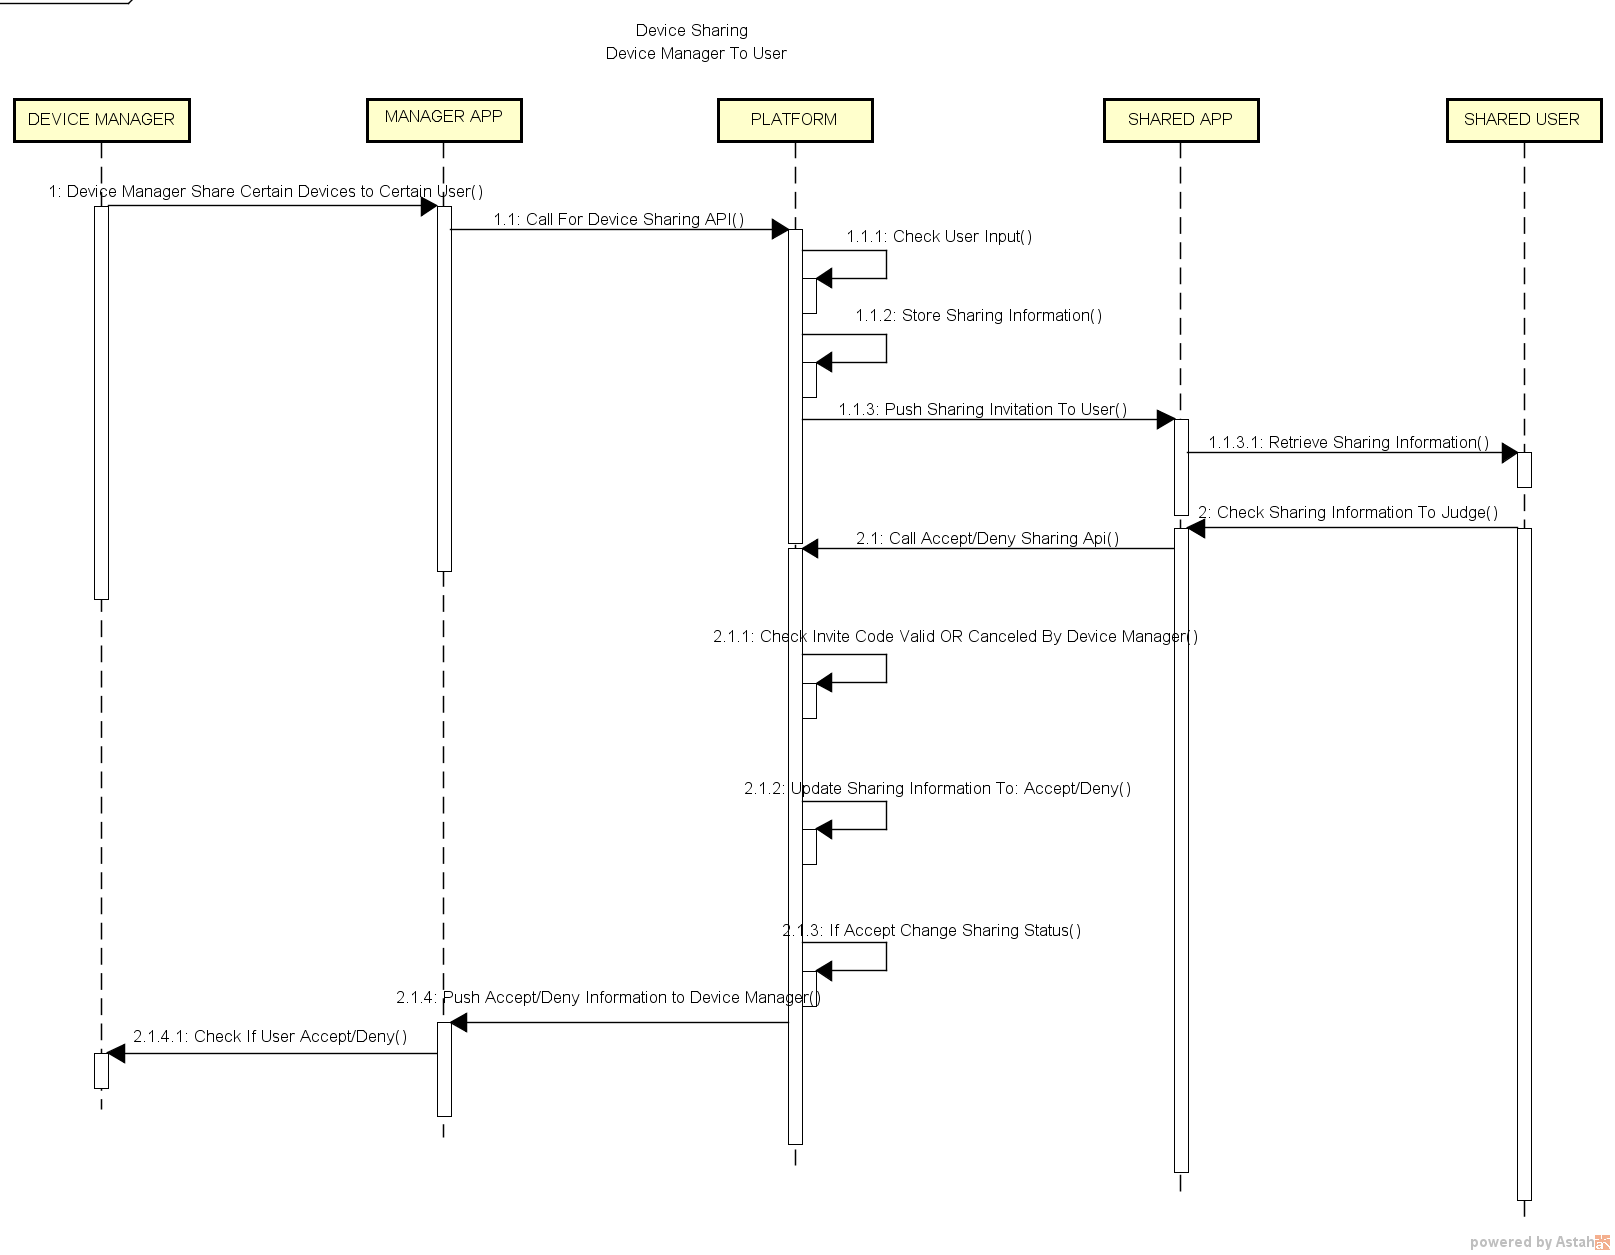 Device Sharing
Device Manager To User
DEVICE MANAGER
MANAGER APP
PLATFORM
SHARED APP
SHARED USER
1: Device Manager Share Certain Devices to Certain User()
1.1: Call For Device Sharing API()
1.1.1: Check User Input()
1.1.2: Store Sharing Information()
1.1.3: Push Sharing Invitation To User()
1.1.3.1: Retrieve Sharing Information()
2: Check Sharing Information To Judge()
2.1: Call Accept/Deny Sharing Api()
2.1.1: Check Invite Code Valid OR Canceled By Device Manager()
2.1.2: Update Sharing Information To: Accept/Deny()
2.1.3: If Accept Change Sharing Status()
2.1.4: Push Accept/Deny Information to Device Manager()
2.1.4.1: Check If User Accept/Deny()
powered by Astah